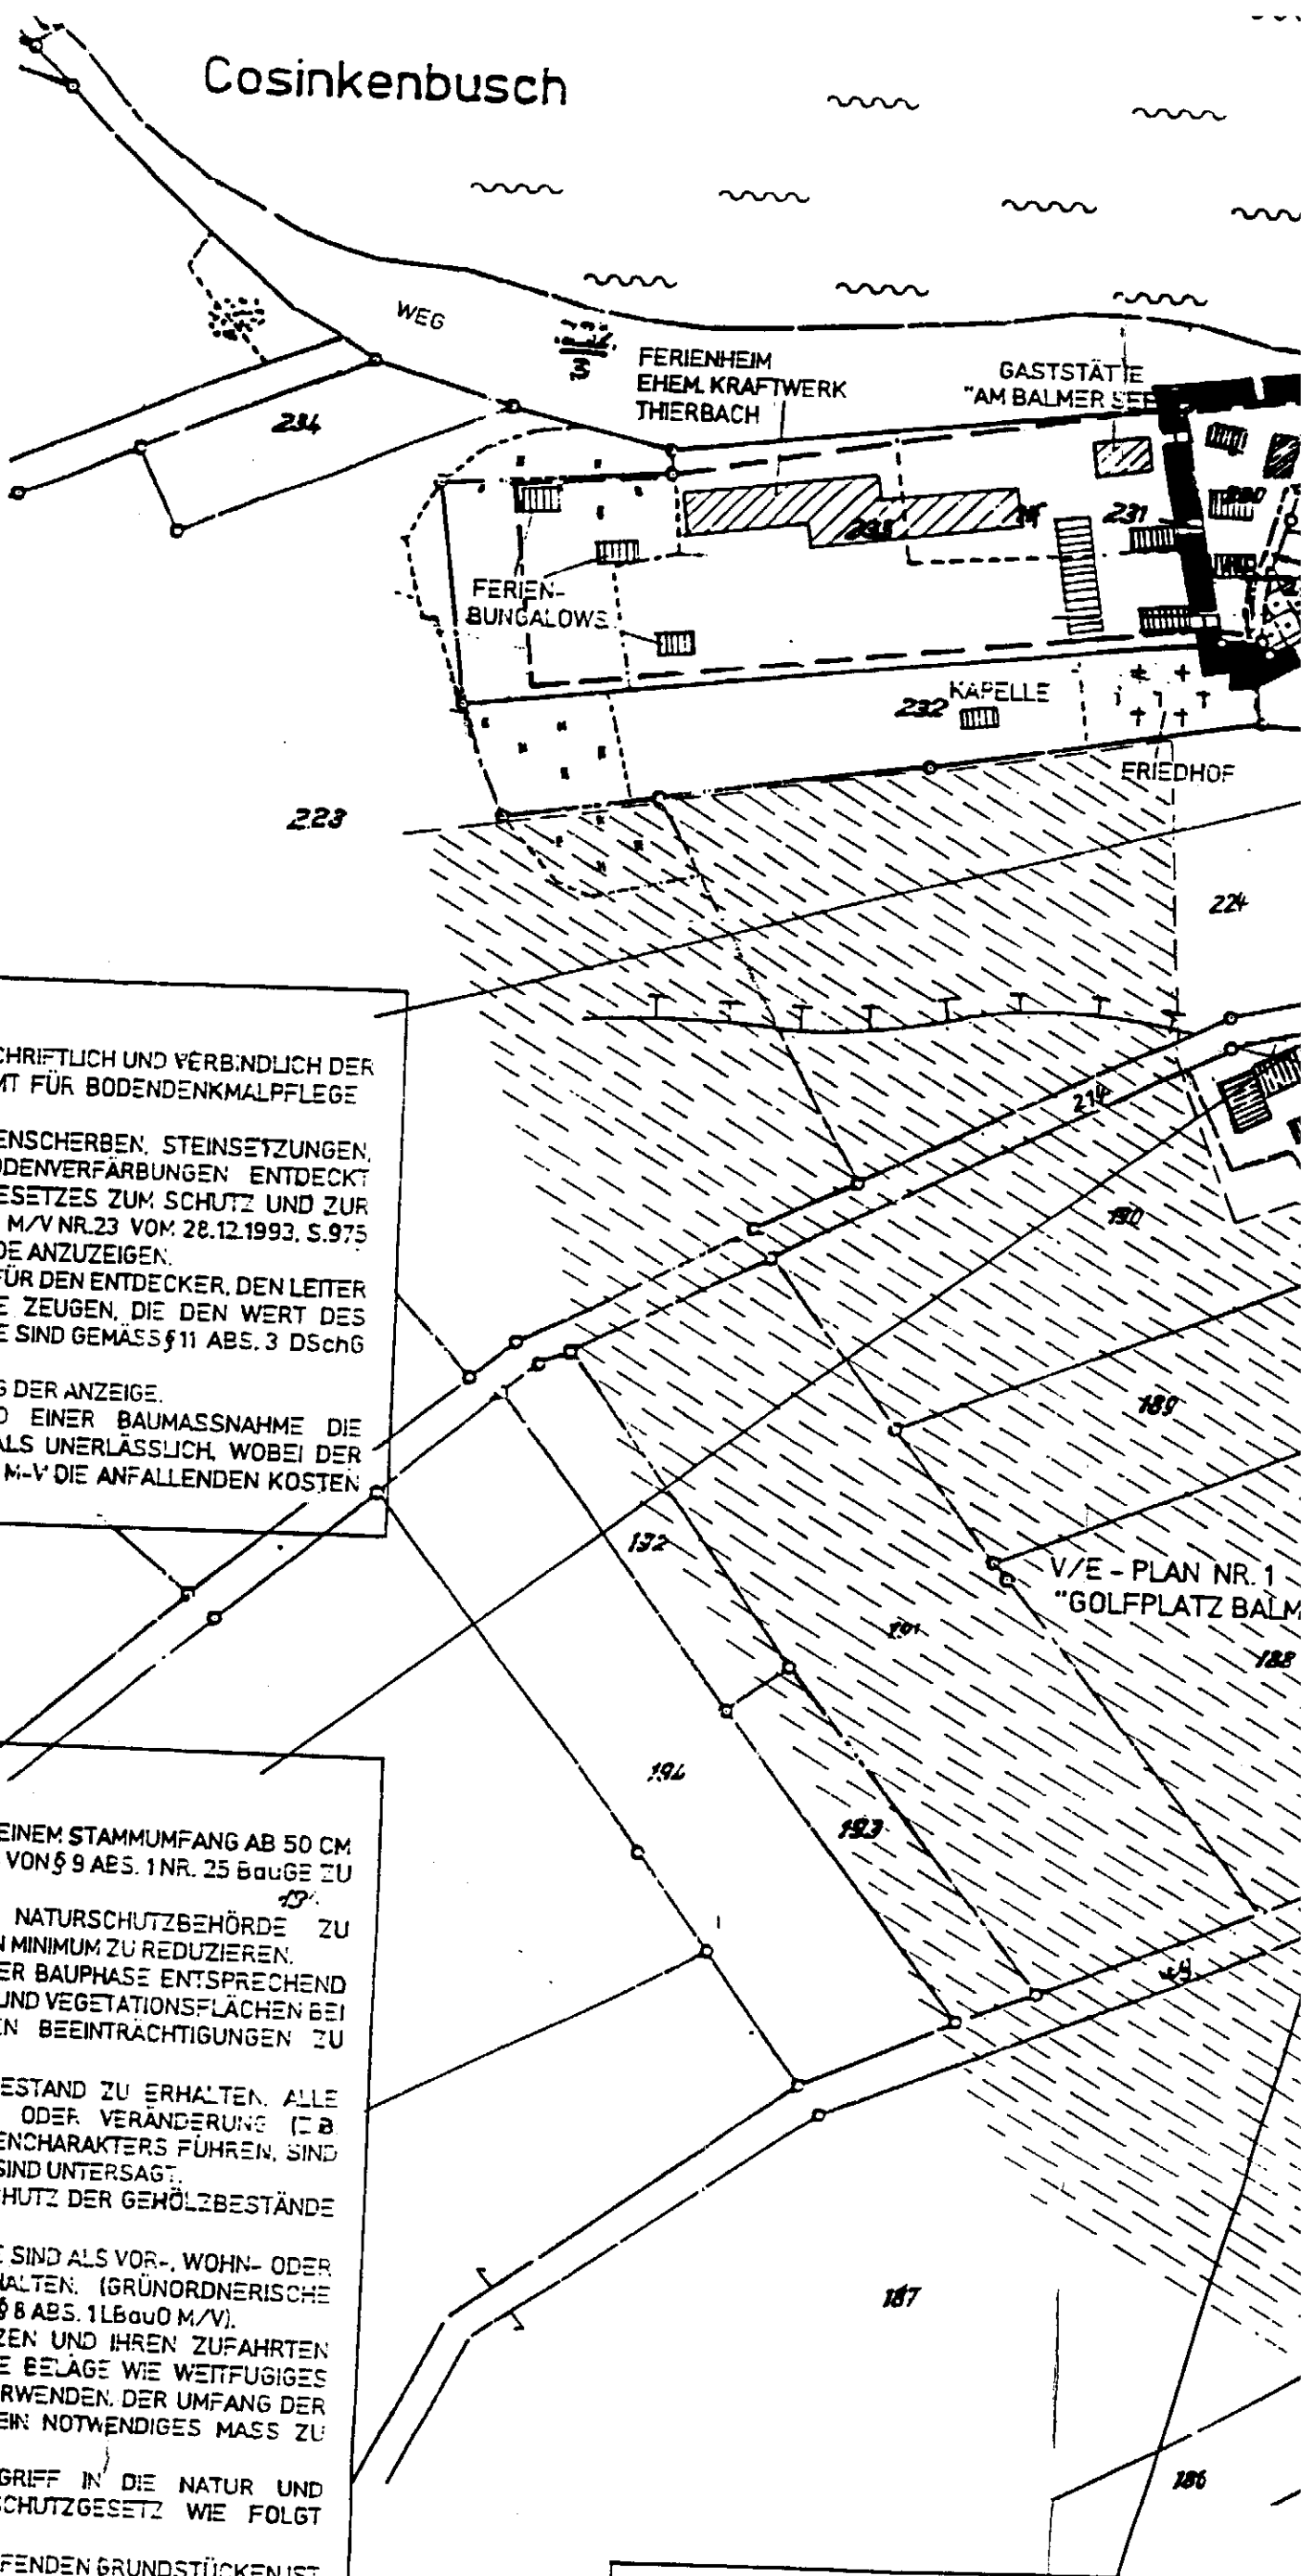 Cosinkenbusch
WEG
3
FERIENHEIM
EHEM. KRAFTWERK
THIERBACH
GASTSTÄTTE
"AM BALMER SEE
234
231
FERIEN-
BUNGALOWS
232
KAPELLE
FRIEDHOF
223
224
214
190
189
192
V/E - PLAN NR. 1
"GOLFPLATZ BALM
191
188
194
193
187
186
CHRIFTLICH UND VERBINDLICH DER
MT FÜR BODENDENKMALPFLEGE
ENSCHERBEN, STEINSETZUNGEN,
ODENVERFÄRBUNGEN ENTDECKT
ESETZES ZUM SCHUTZ UND ZUR
M/V NR.23 VOM 28.12.1993, S.975
DE ANZUZEIGEN.
FÜR DEN ENTDECKER, DEN LEITER
E ZEUGEN, DIE DEN WERT DES
E SIND GEMÄSS § 11 ABS. 3 DSchG
G DER ANZEIGE.
D EINER BAUMASSNAHME DIE
ALS UNERLÄSSLICH, WOBEI DER
M-V DIE ANFALLENDEN KOSTEN
EINEM STAMMUMFANG AB 50 CM
VON § 9 ABS. 1 NR. 25 BauGB ZU
NATURSCHUTZBEHÖRDE ZU
N MINIMUM ZU REDUZIEREN.
ER BAUPHASE ENTSPRECHEND
UND VEGETATIONSFLÄCHEN BEI
EN BEEINTRÄCHTIGUNGEN ZU
ESTAND ZU ERHALTEN. ALLE
ODER VERÄNDERUNG (Z.B.
ENCHARAKTERS FÜHREN, SIND
SIND UNTERSAGT.
HUTZ DER GEHÖLZBESTÄNDE
E SIND ALS VOR-, WOHN- ODER
HALTEN. (GRÜNORDNERISCHE
§ 8 ABS. 1 LBauO M/V).
ZEN UND IHREN ZUFAHRTEN
E BELÄGE WIE WEITFUGIGES
RWENDEN. DER UMFANG DER
EIN NOTWENDIGES MASS ZU
GRIFF IN DIE NATUR UND
SCHUTZGESETZ WIE FOLGT
FENDEN GRUNDSTÜCKEN IST